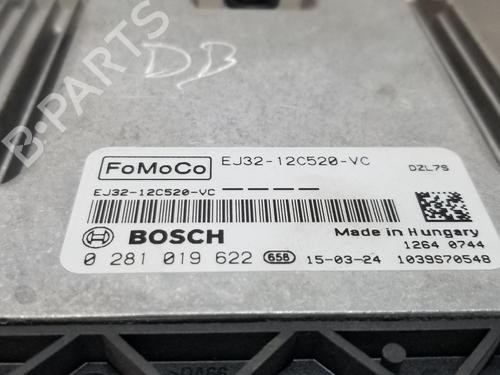 B-PARTS
DB
FoMoCo
EJ32-12C520-VC
DZL7S
EJ32-12C520-VC
BOSCH
Made in Hungary
1264 0744
0 281 019 622
656
15-03-24
1039S70548